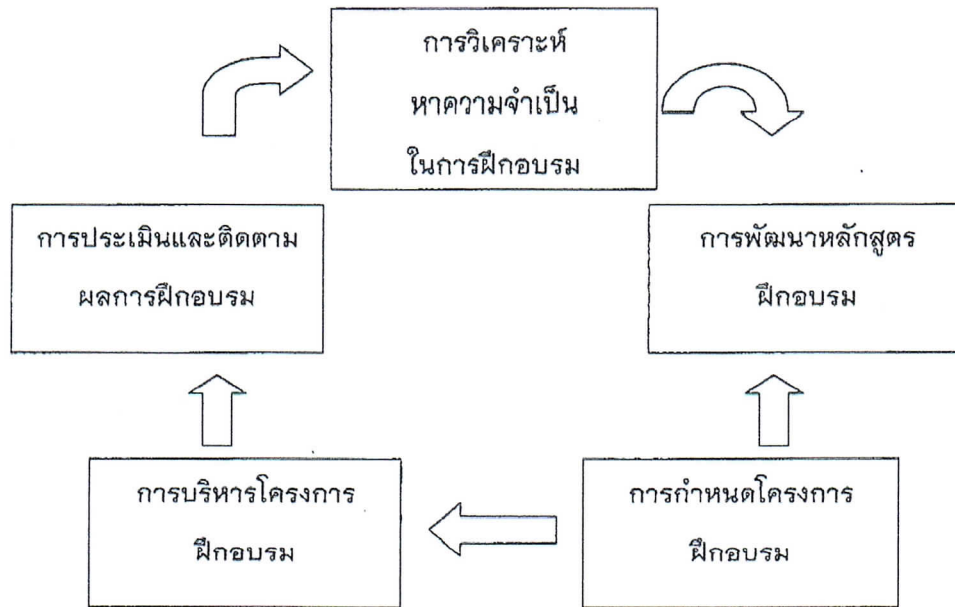 การวิเคราะห์
หาความจำเป็น
ในการฝึกอบรม
การประเมินและติดตาม
ผลการฝึกอบรม
การพัฒนาหลักสูตร
ฝึกอบรม
การบริหารโครงการ
ฝึกอบรม
การกำหนดโครงการ
ฝึกอบรม